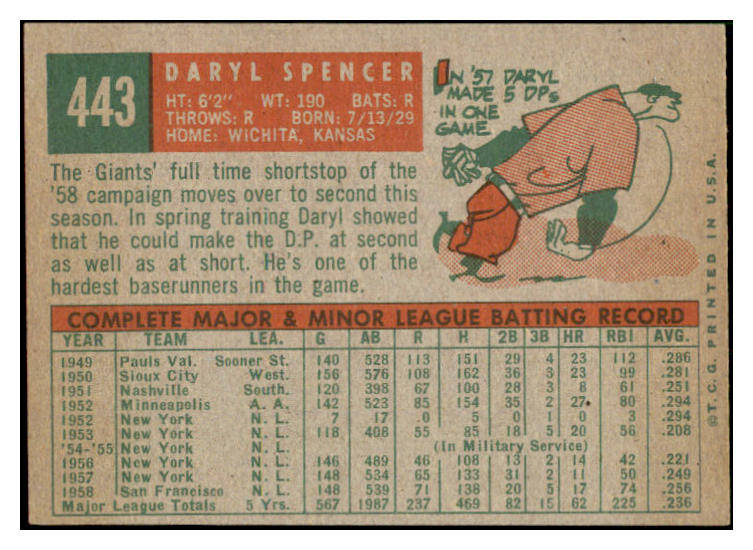 443
DARYL SPENCER
HT: 6'2" WT: 190 BATS: R
THROWS: R BORN: 7/13/29
HOME: WICHITA, KANSAS
IN '57 DARYL
MADE 5 DPs
IN ONE
GAME.
The Giants' full time shortstop of the
'58 campaign moves over to second this
season. In spring training Daryl showed
that he could make the D.P. at second
as well as at short. He's one of the
hardest baserunners in the game.
COMPLETE MAJOR & MINOR LEAGUE BATTING RECORD
YEAR TEAM LEA. G AB R H 2B 3B HR RBI AVG.
1949 Pauls Val. Sooner St. 140 528 113 151 29 4 23 112 .286
1950 Sioux City West. 156 576 108 162 36 3 23 99 .281
1951 Nashville South. 120 398 67 100 28 3 8 61 .251
1952 Minneapolis A. A. 142 523 85 154 35 2 27 80 .294
1952 New York N. L. 7 17 0 5 0 1 0 3 .294
1953 New York N. L. 118 408 55 85 18 5 20 56 .208
'54-'55 New York N. L. (In Military Service)
1956 New York N. L. 146 489 46 108 13 2 14 42 .221
1957 New York N. L. 148 534 65 133 31 2 11 50 .249
1958 San Francisco N. L. 148 539 71 138 20 5 17 74 .256
Major League Totals 5 Yrs. 567 1987 237 469 82 15 62 225 .236
©T.C.G. PRINTED IN U.S.A.